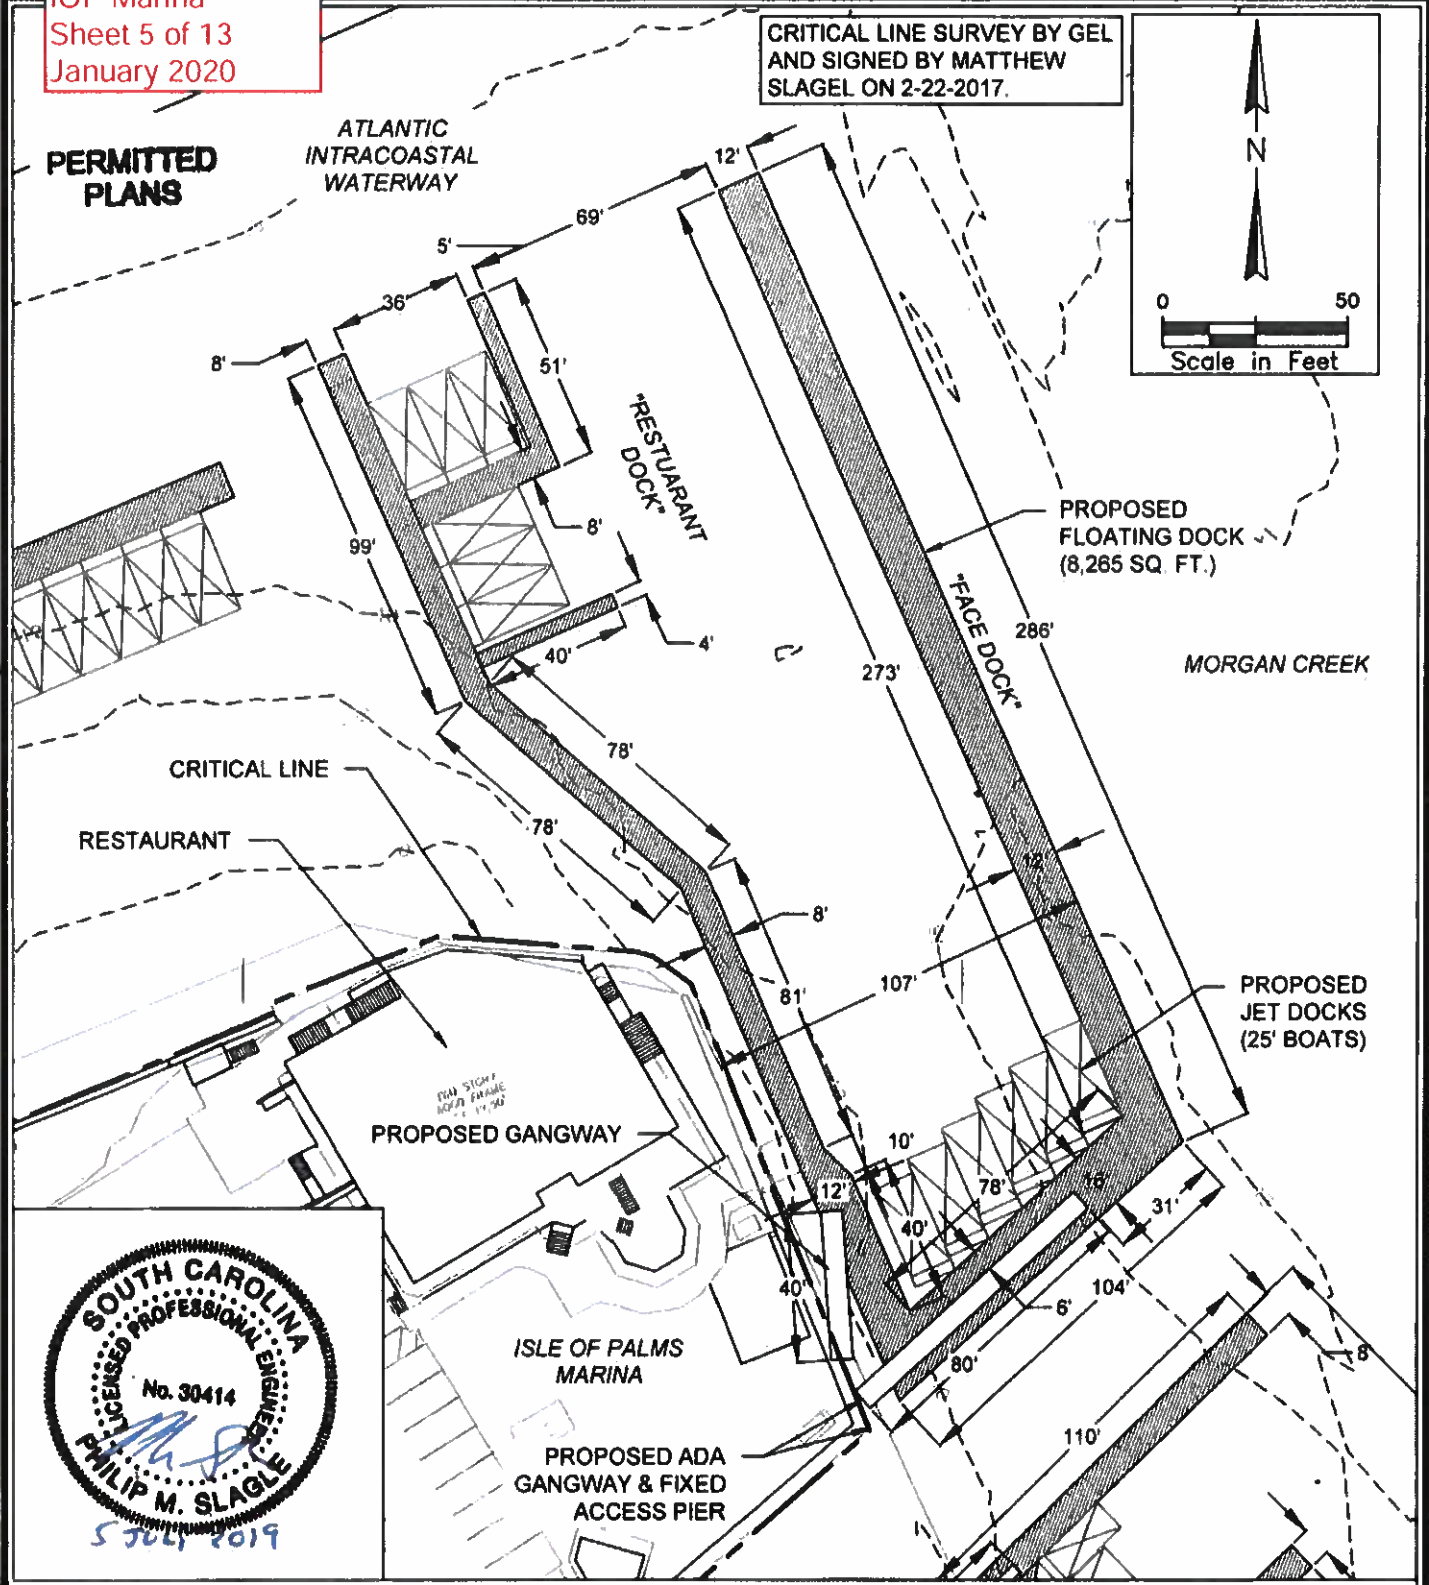 IOP Marina
Sheet 5 of 13
January 2020
PERMITTED
PLANS
ATLANTIC
INTRACOASTAL
WATERWAY
CRITICAL LINE SURVEY BY GEL
AND SIGNED BY MATTHEW
SLAGEL ON 2-22-2017.
N
0 50
Scale in Feet
12'
69'
5'
36'
8'
51'
"RESTUARANT
DOCK"
99'
8'
40'
4'
PROPOSED
FLOATING DOCK
(8,265 SQ. FT.)
"FACE DOCK"
286'
273'
MORGAN CREEK
78'
78'
CRITICAL LINE
RESTAURANT
12'
8'
107'
81'
PROPOSED
JET DOCKS
(25' BOATS)
PROPOSED GANGWAY
10'
12'
78'
16'
40'
31'
40'
104'
6'
80'
8'
110'
ISLE OF PALMS
MARINA
PROPOSED ADA
GANGWAY & FIXED
ACCESS PIER
SOUTH CAROLINA
LICENSED PROFESSIONAL ENGINEER
No. 30414
PHILIP M. SLAGLE
5 JULY 2019